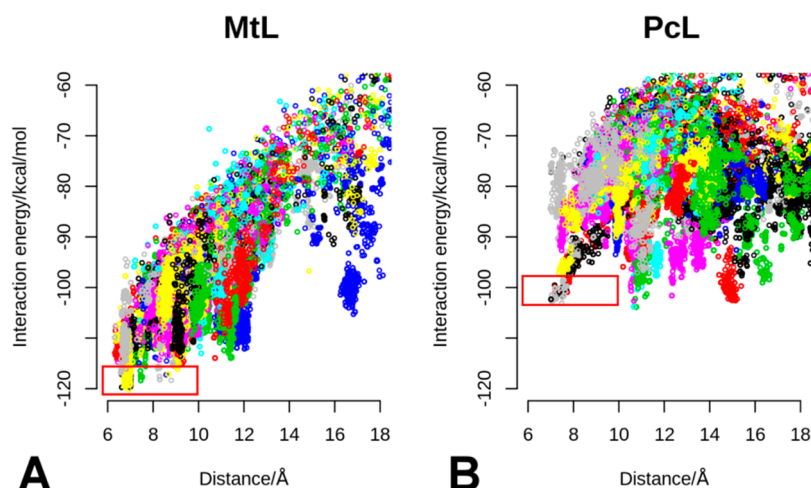 MtL
PcL
Interaction energy/kcal/mol
-60
-70
-80
-90
-100
-120
6 8 10 12 14 16 18
Distance/Å
A
Interaction energy/kcal/mol
-60
-70
-80
-90
-100
-120
6 8 10 12 14 16 18
Distance/Å
B